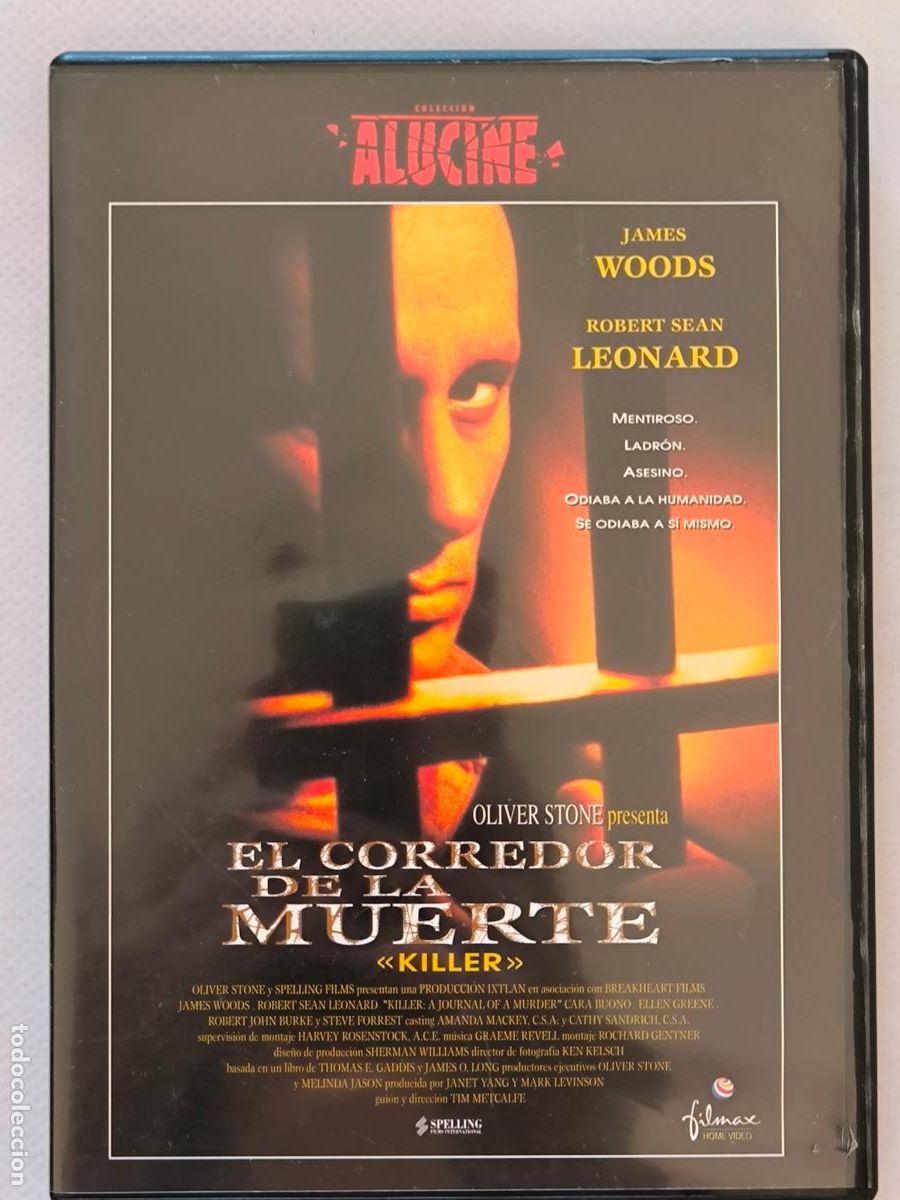 COLECCION
ALUCINE
JAMES
WOODS
ROBERT SEAN
LEONARD
MENTIROSO.
LADRÓN.
ASESINO.
ODIABA A LA HUMANIDAD.
SE ODIABA A SÍ MISMO.
OLIVER STONE presenta
EL CORREDOR
DE LA
MUERTE
«KILLER»
OLIVER STONE y SPELLING FILMS presentan una PRODUCCIÓN IXTLAN en asociación con BREAKHEART FILMS
JAMES WOODS . ROBERT SEAN LEONARD. "KILLER: A JOURNAL OF A MURDER" CARA BUONO . ELLEN GREENE .
ROBERT JOHN BURKE y STEVE FORREST casting AMANDA MACKEY, C.S.A. y CATHY SANDRICH, C.S.A.
supervisión de montaje HARVEY ROSENSTOCK, A.C.E. música GRAEME REVELL montaje ROCHARD GENTNER
diseño de producción SHERMAN WILLIAMS director de fotografía KEN KELSCH
basada en un libro de THOMAS E. GADDIS y JAMES O. LONG productores ejecutivos OLIVER STONE
y MELINDA JASON producida por JANET YANG y MARK LEVINSON
guión y dirección TIM METCALFE
SPELLING
FILMS INTERNATIONAL
filmax
HOME VIDEO
todocoleccion